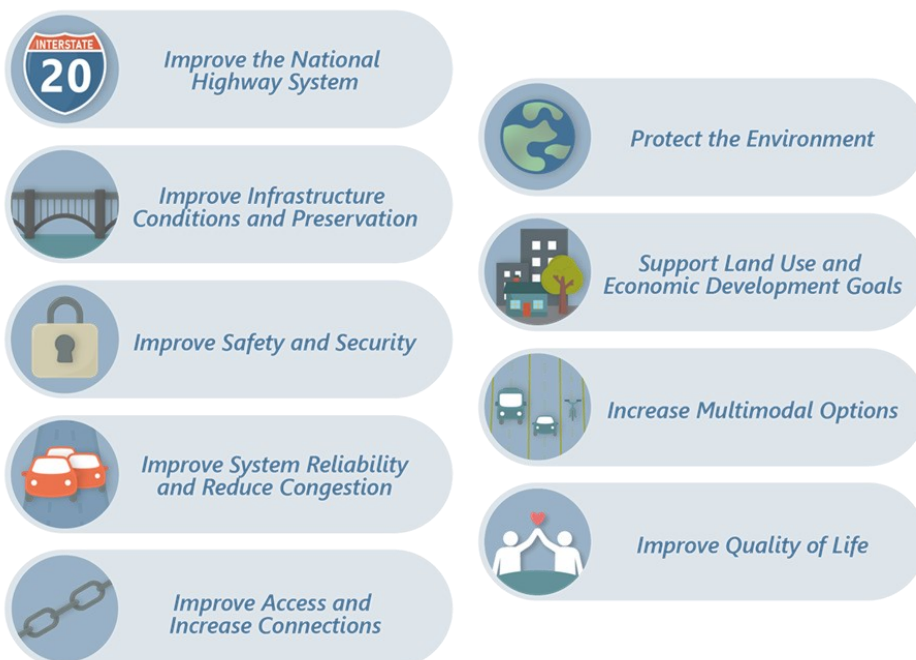 INTERSTATE
20
Improve the National
Highway System
Improve Infrastructure
Conditions and Preservation
Improve Safety and Security
Improve System Reliability
and Reduce Congestion
Improve Access and
Increase Connections
Protect the Environment
Support Land Use and
Economic Development Goals
Increase Multimodal Options
Improve Quality of Life